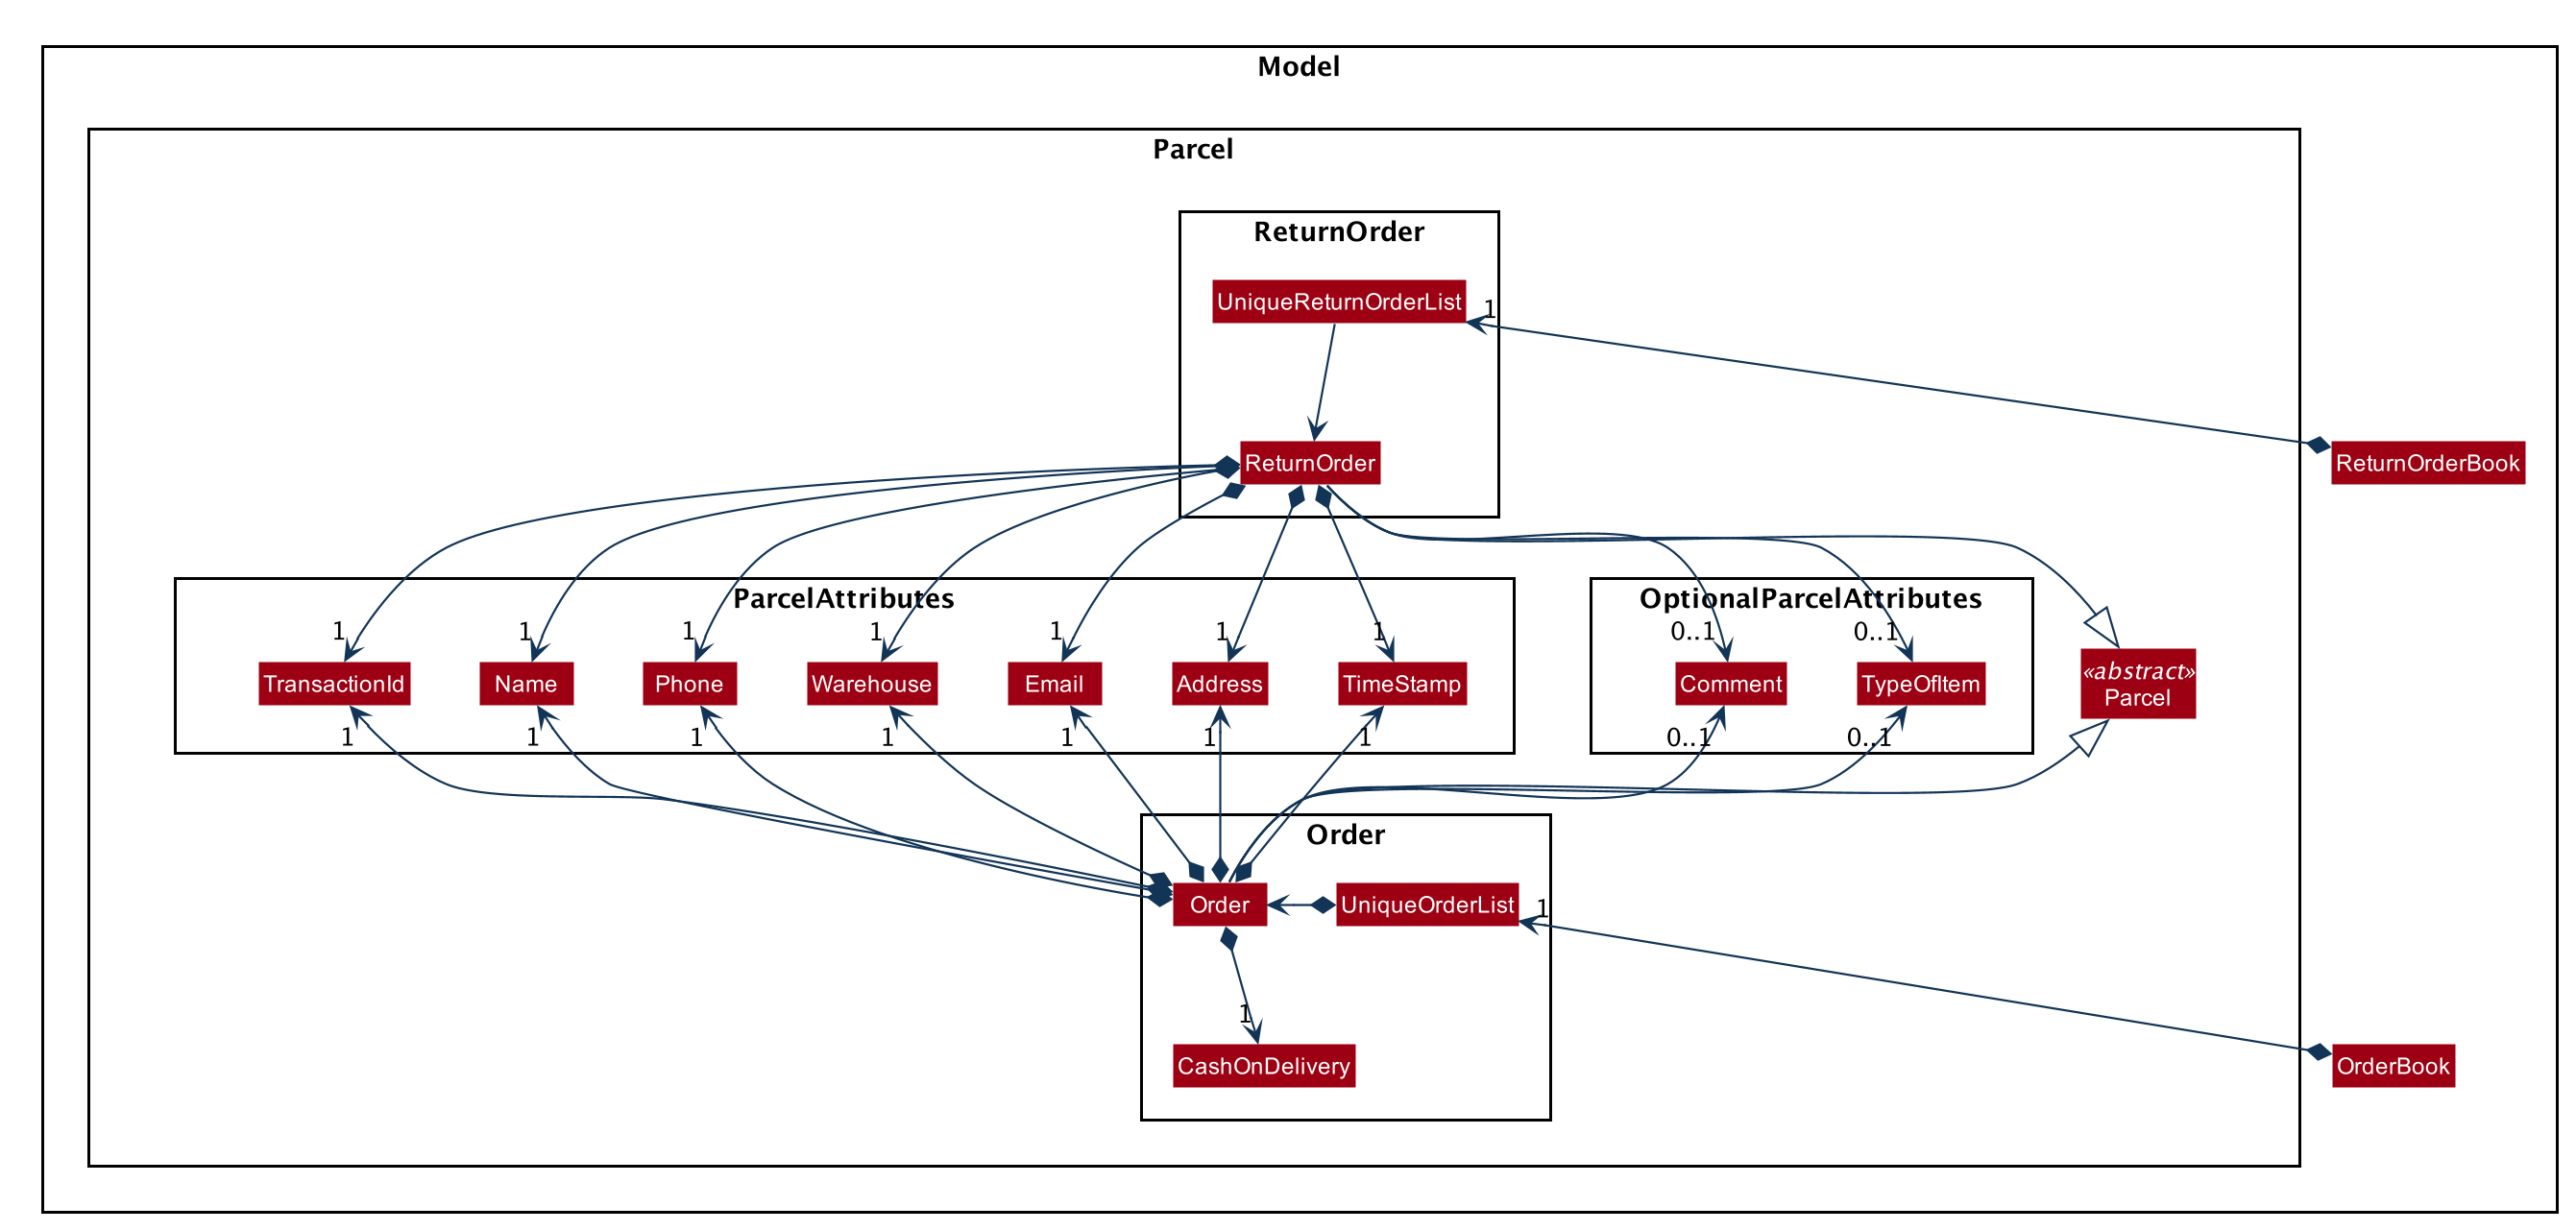 Model
Parcel
ReturnOrder
UniqueReturnOrderList
1
ReturnOrder
ReturnOrderBook
ParcelAttributes
OptionalParcelAttributes
1 1 1 1 1 1 1 0..1 0..1
TransactionId Name Phone Warehouse Email Address TimeStamp Comment TypeOfItem
«abstract»
Parcel
1 1 1 1 1 1 1 0..1 0..1
Order
Order
UniqueOrderList
1
1
CashOnDelivery
OrderBook